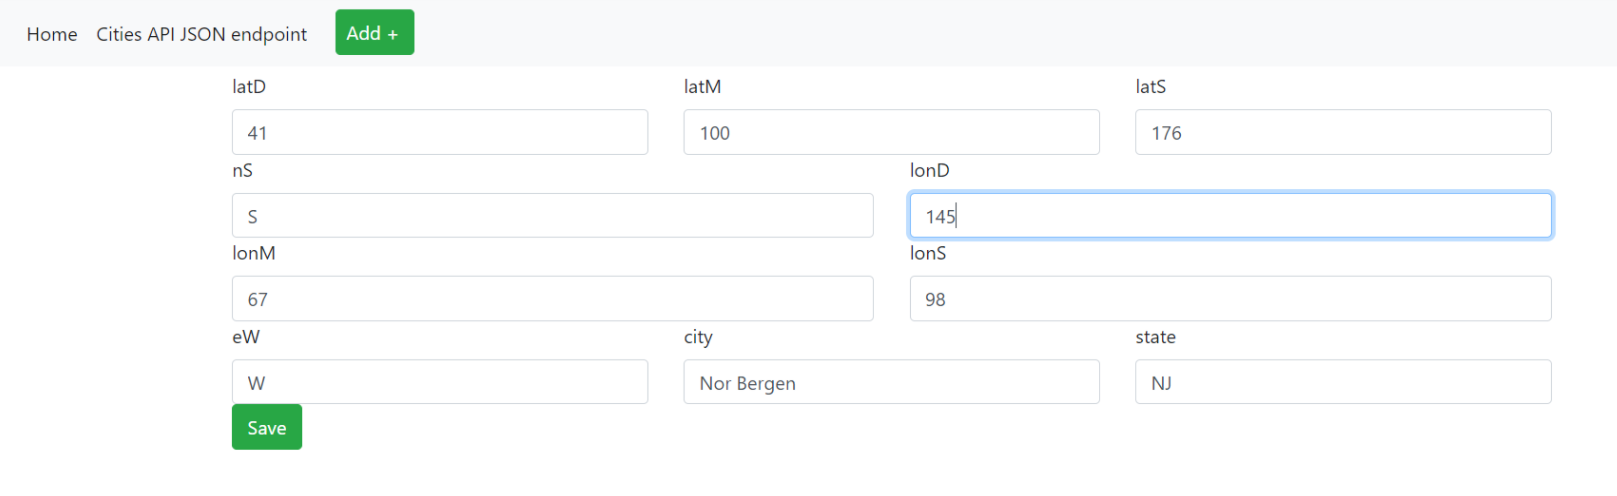 Home Cities API JSON endpoint Add +
latD latM latS
41 100 176
nS lonD
S 145
lonM lonS
67 98
eW city state
W Nor Bergen NJ
Save